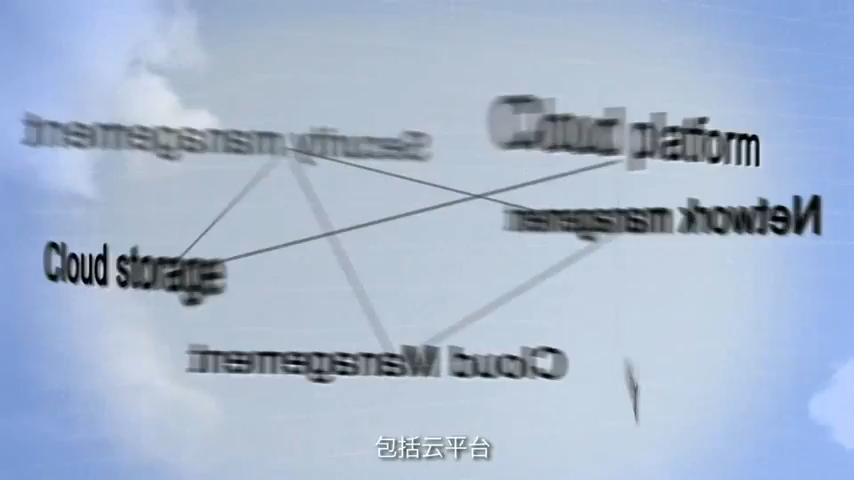 Security management
Cloud platform
Network management
Cloud storage
Cloud Management
包括云平台